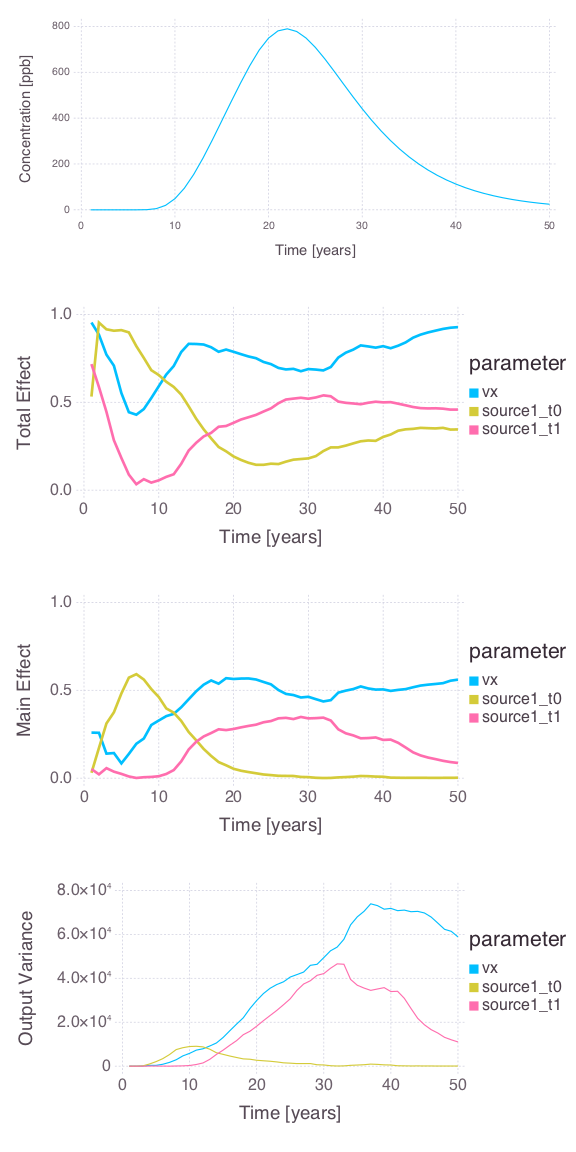 800
600
400
200
0
Concentration [ppb]
0 10 20 30 40 50
Time [years]
1.0
0.5
0.0
Total Effect
0 10 20 30 40 50
Time [years]
parameter
vx
source1_t0
source1_t1
1.0
0.5
0.0
Main Effect
0 10 20 30 40 50
Time [years]
parameter
vx
source1_t0
source1_t1
8.0×10⁴
6.0×10⁴
4.0×10⁴
2.0×10⁴
0
Output Variance
0 10 20 30 40 50
Time [years]
parameter
vx
source1_t0
source1_t1